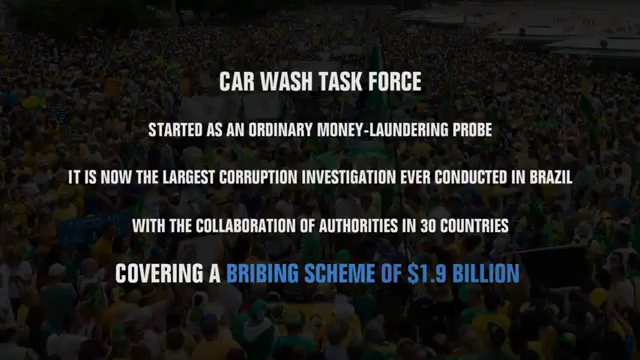 CAR WASH TASK FORCE
STARTED AS AN ORDINARY MONEY-LAUNDERING PROBE
IT IS NOW THE LARGEST CORRUPTION INVESTIGATION EVER CONDUCTED IN BRAZIL
WITH THE COLLABORATION OF AUTHORITIES IN 30 COUNTRIES
COVERING A BRIBING SCHEME OF $1.9 BILLION